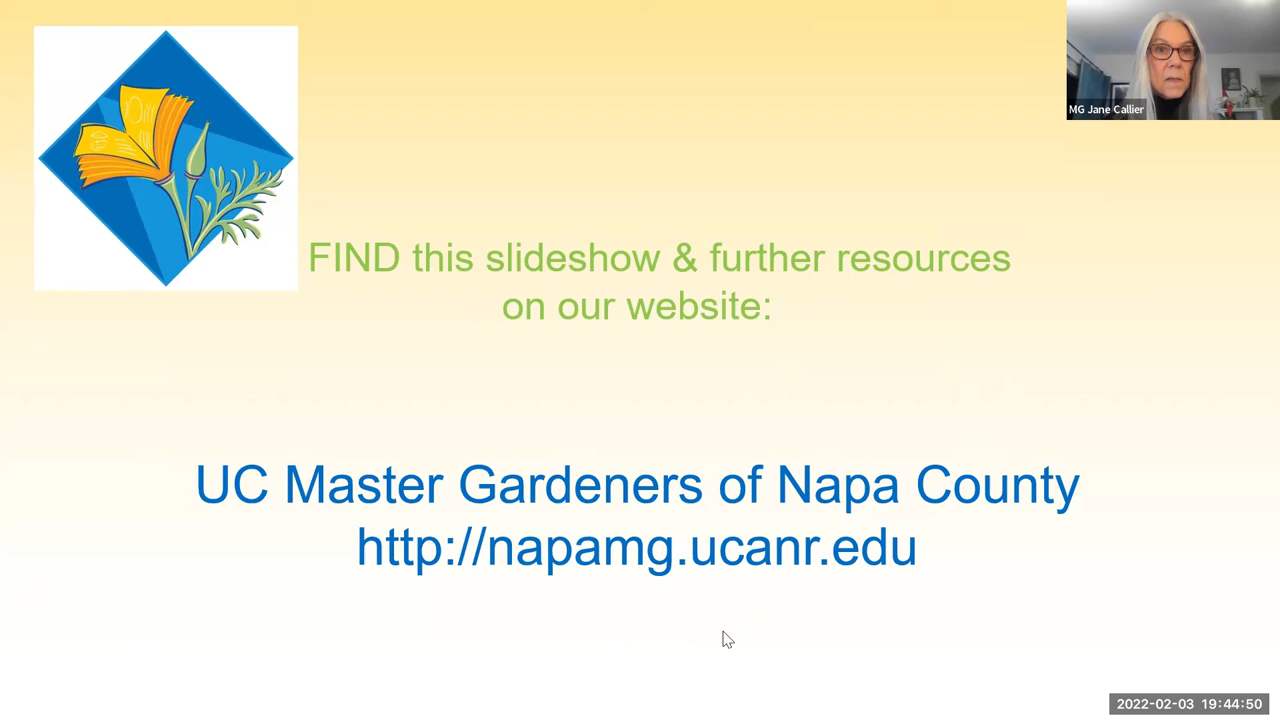 MG Jane Callier
FIND this slideshow & further resources
on our website:
UC Master Gardeners of Napa County
http://napamg.ucanr.edu
2022-02-03 19:44:50